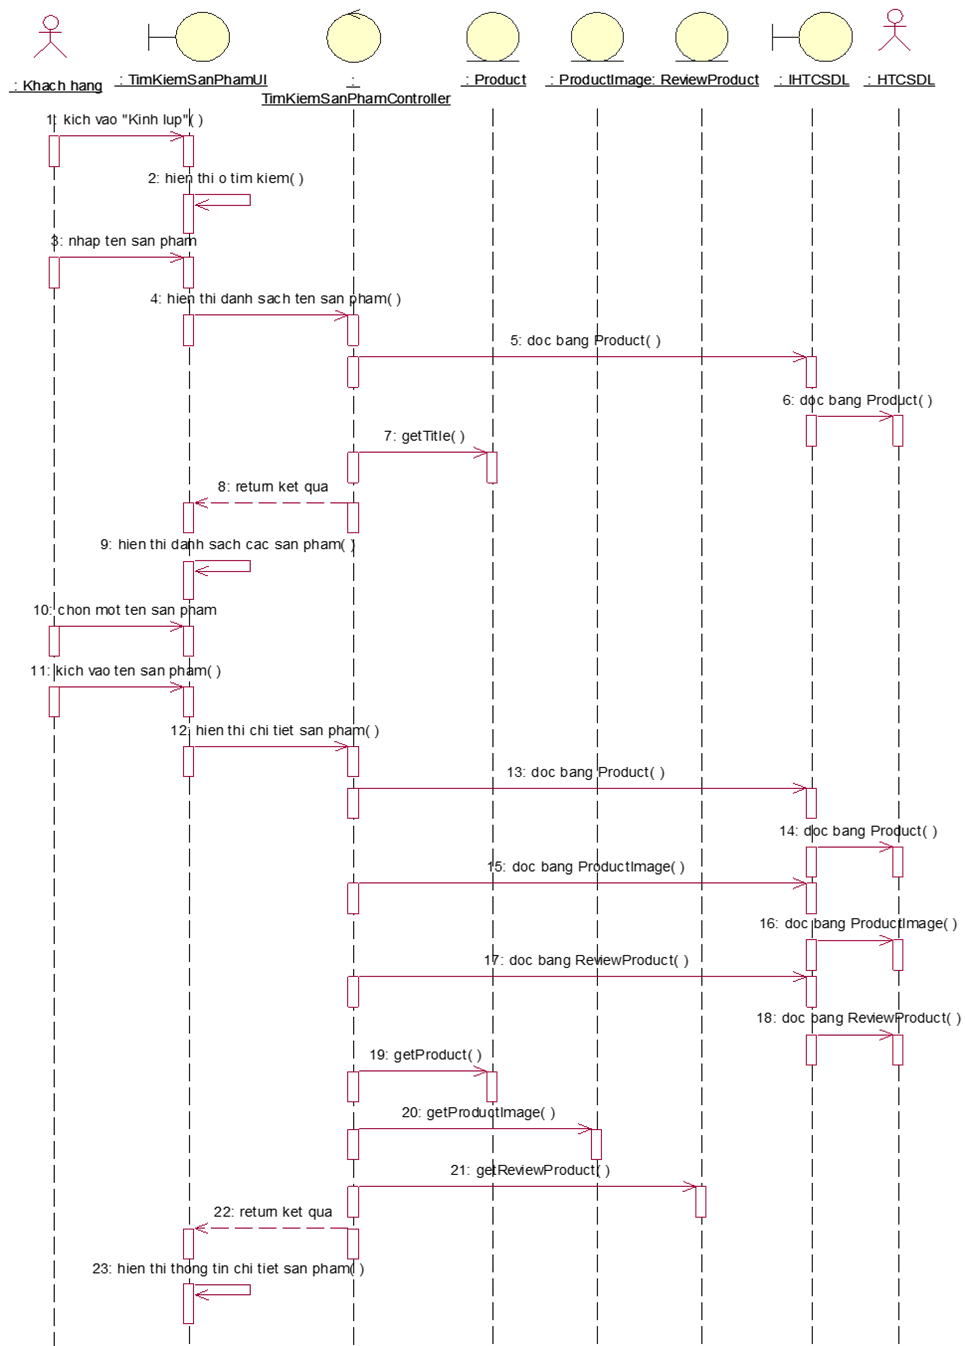 : Khach hang
: TimKiemSanPhamUI
:
TimKiemSanPhamController
: Product
: ProductImage
: ReviewProduct
: IHTCSDL
: HTCSDL
1: kich vao "Kinh lup"( )
2: hien thi o tim kiem( )
3: nhap ten san pham
4: hien thi danh sach ten san pham( )
5: doc bang Product( )
6: doc bang Product( )
7: getTitle( )
8: return ket qua
9: hien thi danh sach cac san pham( )
10: chon mot ten san pham
11: kich vao ten san pham( )
12: hien thi chi tiet san pham( )
13: doc bang Product( )
14: doc bang Product( )
15: doc bang ProductImage( )
16: doc bang ProductImage( )
17: doc bang ReviewProduct( )
18: doc bang ReviewProduct( )
19: getProduct( )
20: getProductImage( )
21: getReviewProduct( )
22: return ket qua
23: hien thi thong tin chi tiet san pham( )